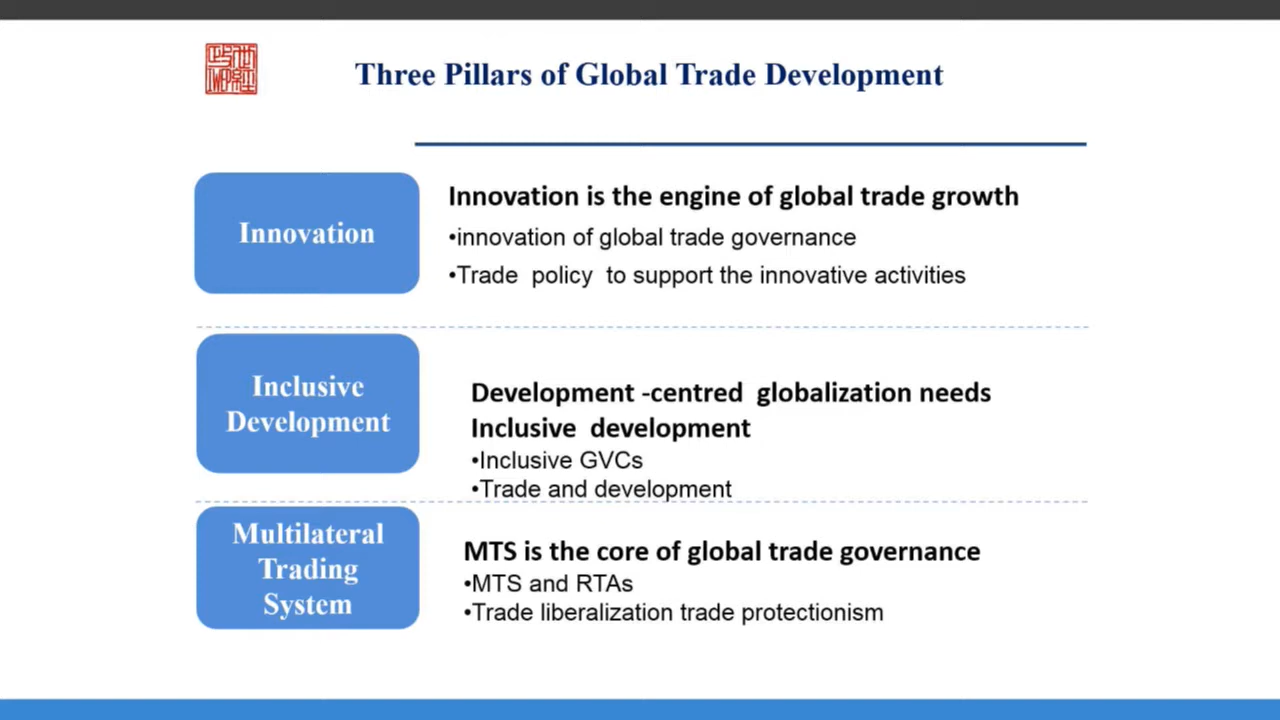 Three Pillars of Global Trade Development
Innovation
Innovation is the engine of global trade growth
•innovation of global trade governance
•Trade policy to support the innovative activities
Inclusive
Development
Development -centred globalization needs
Inclusive development
•Inclusive GVCs
•Trade and development
Multilateral
Trading
System
MTS is the core of global trade governance
•MTS and RTAs
•Trade liberalization trade protectionism